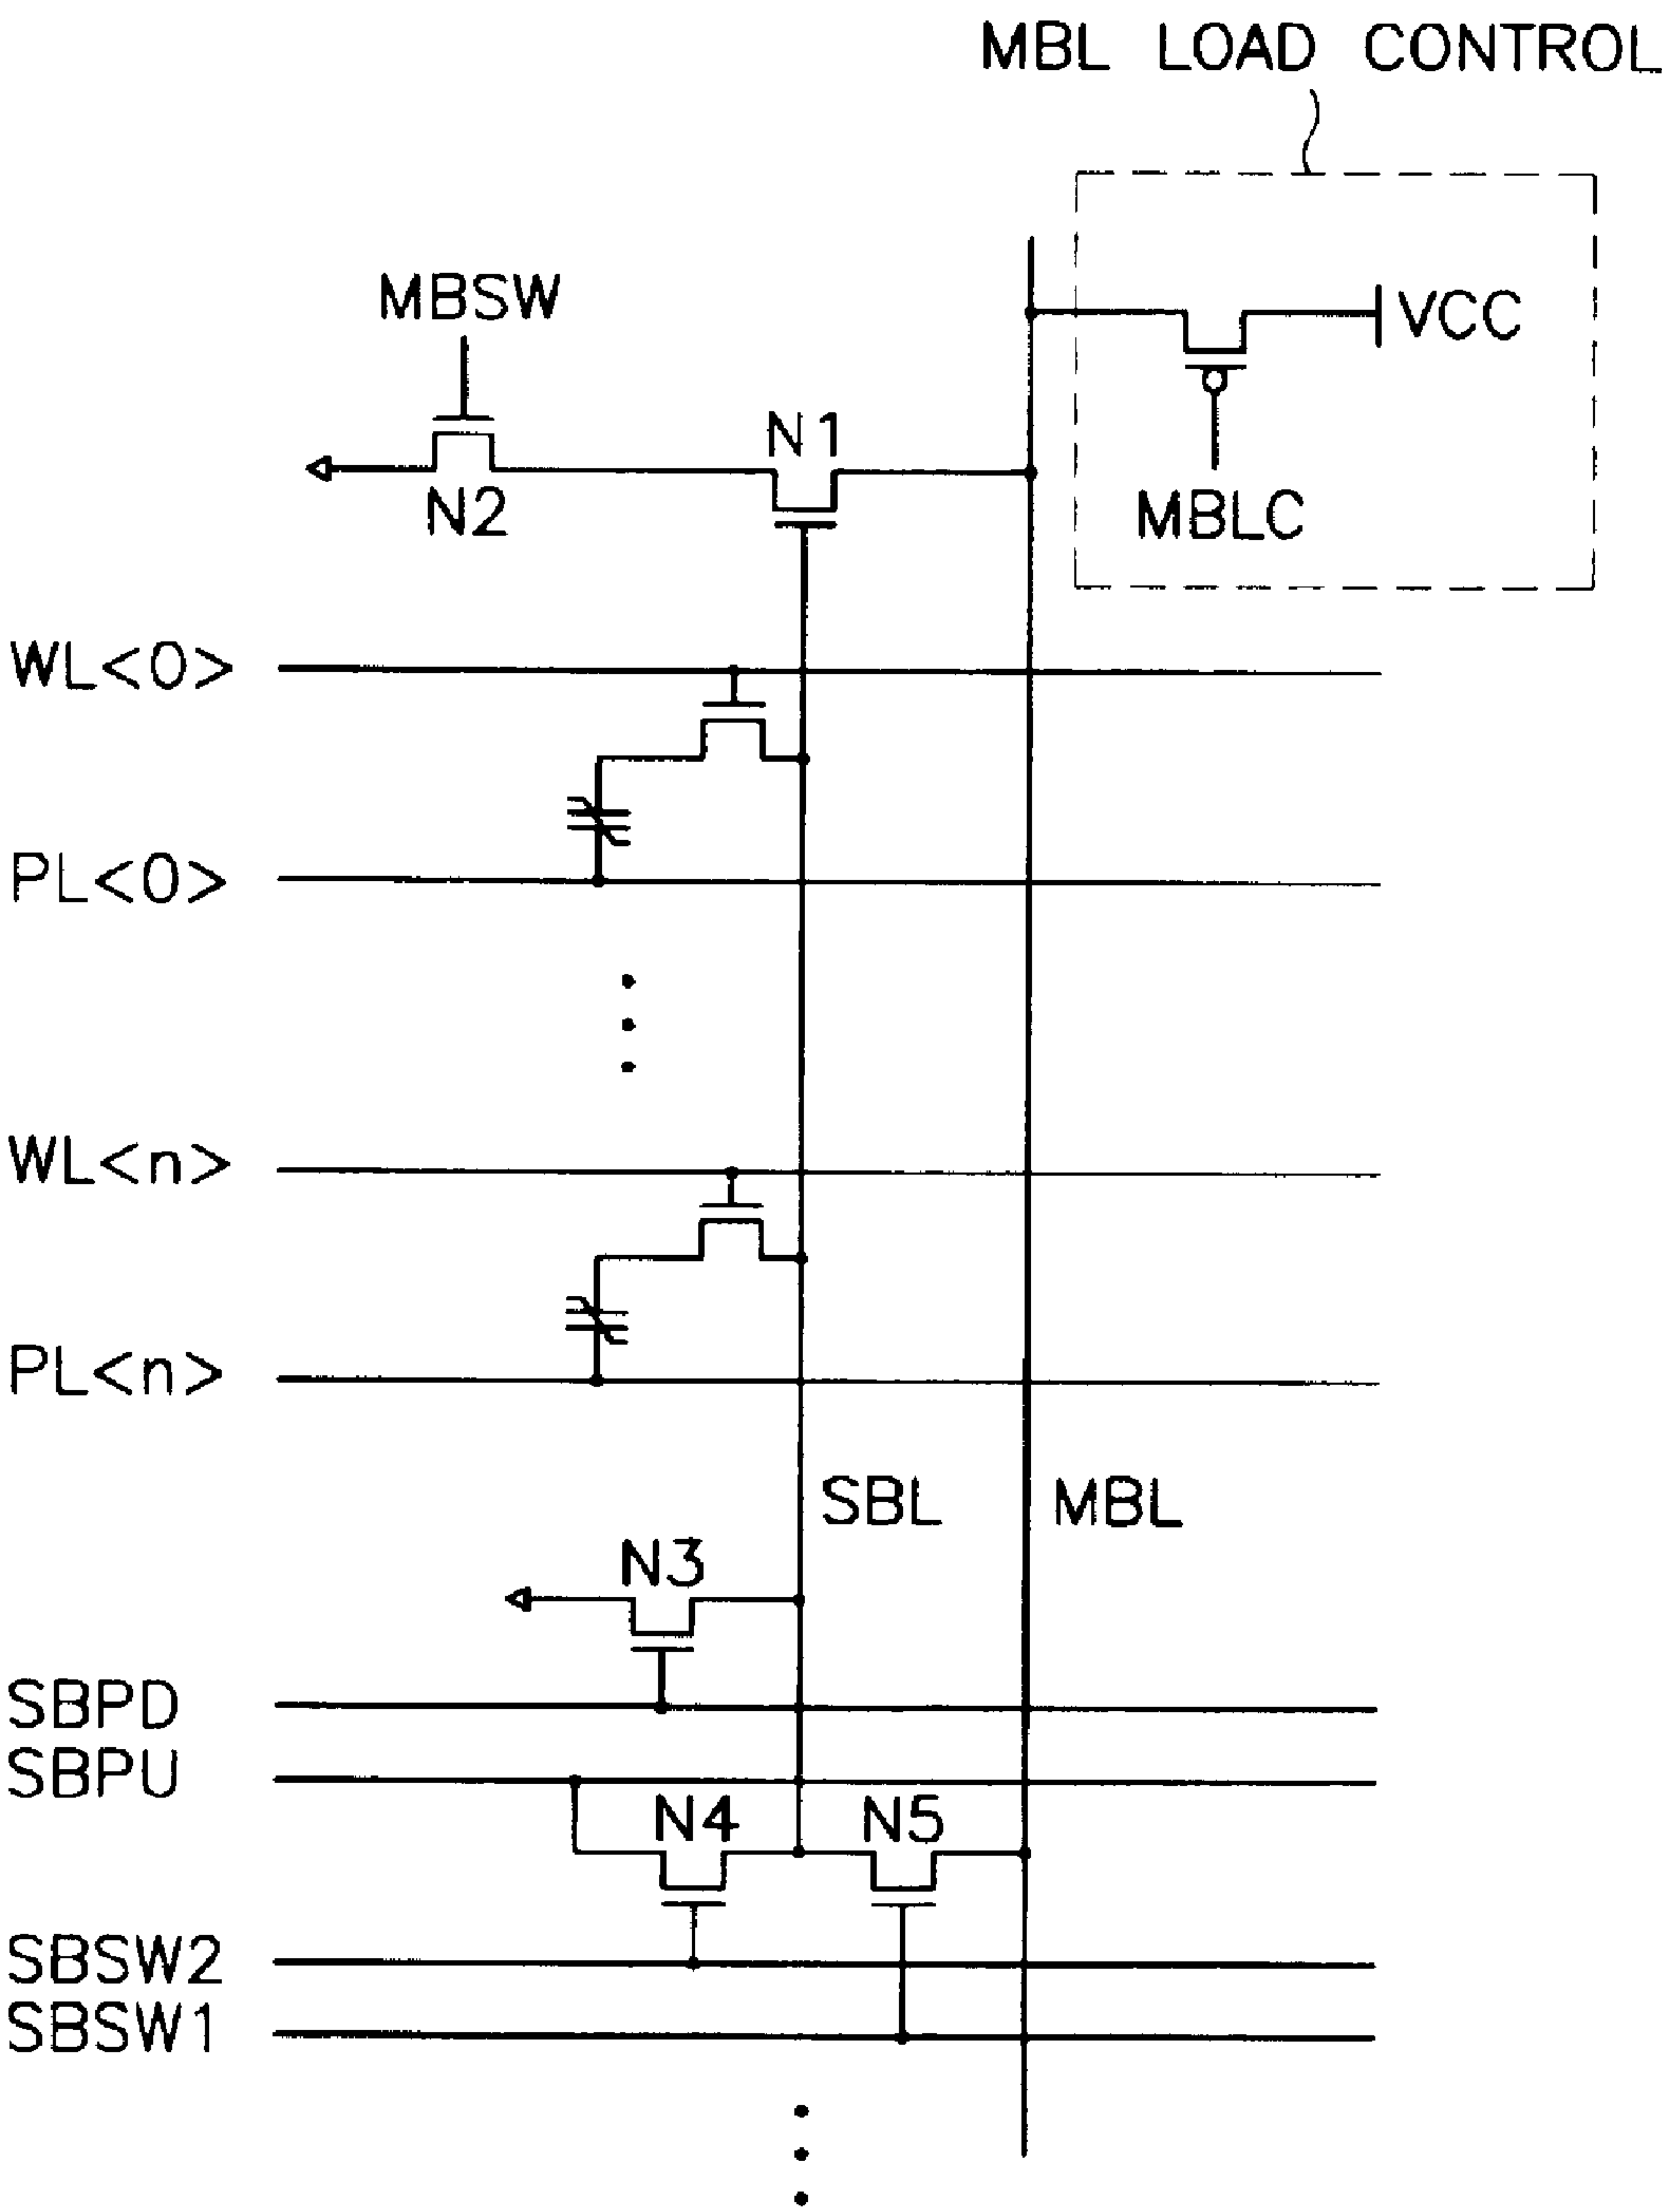 MBL LOAD CONTROL
MBSW
VCC
N1
N2
MBLC
WL<0>
PL<0>
WL<n>
PL<n>
SBL
MBL
N3
SBPD
SBPU
N4
N5
SBSW2
SBSW1